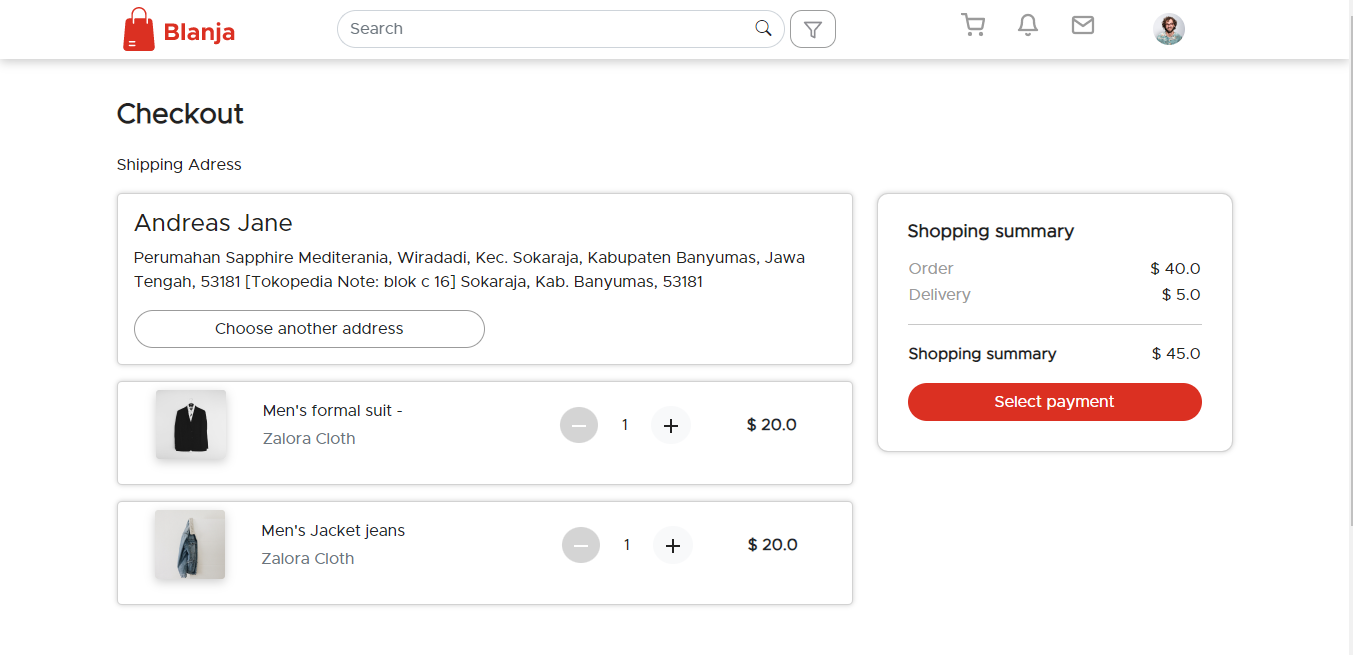 Blanja
Search
Checkout
Shipping Adress
Andreas Jane
Perumahan Sapphire Mediterania, Wiradadi, Kec. Sokaraja, Kabupaten Banyumas, Jawa
Tengah, 53181 [Tokopedia Note: blok c 16] Sokaraja, Kab. Banyumas, 53181
Choose another address
Men's formal suit -
Zalora Cloth
1
$ 20.0
Men's Jacket jeans
Zalora Cloth
1
$ 20.0
Shopping summary
Order $ 40.0
Delivery $ 5.0
Shopping summary $ 45.0
Select payment